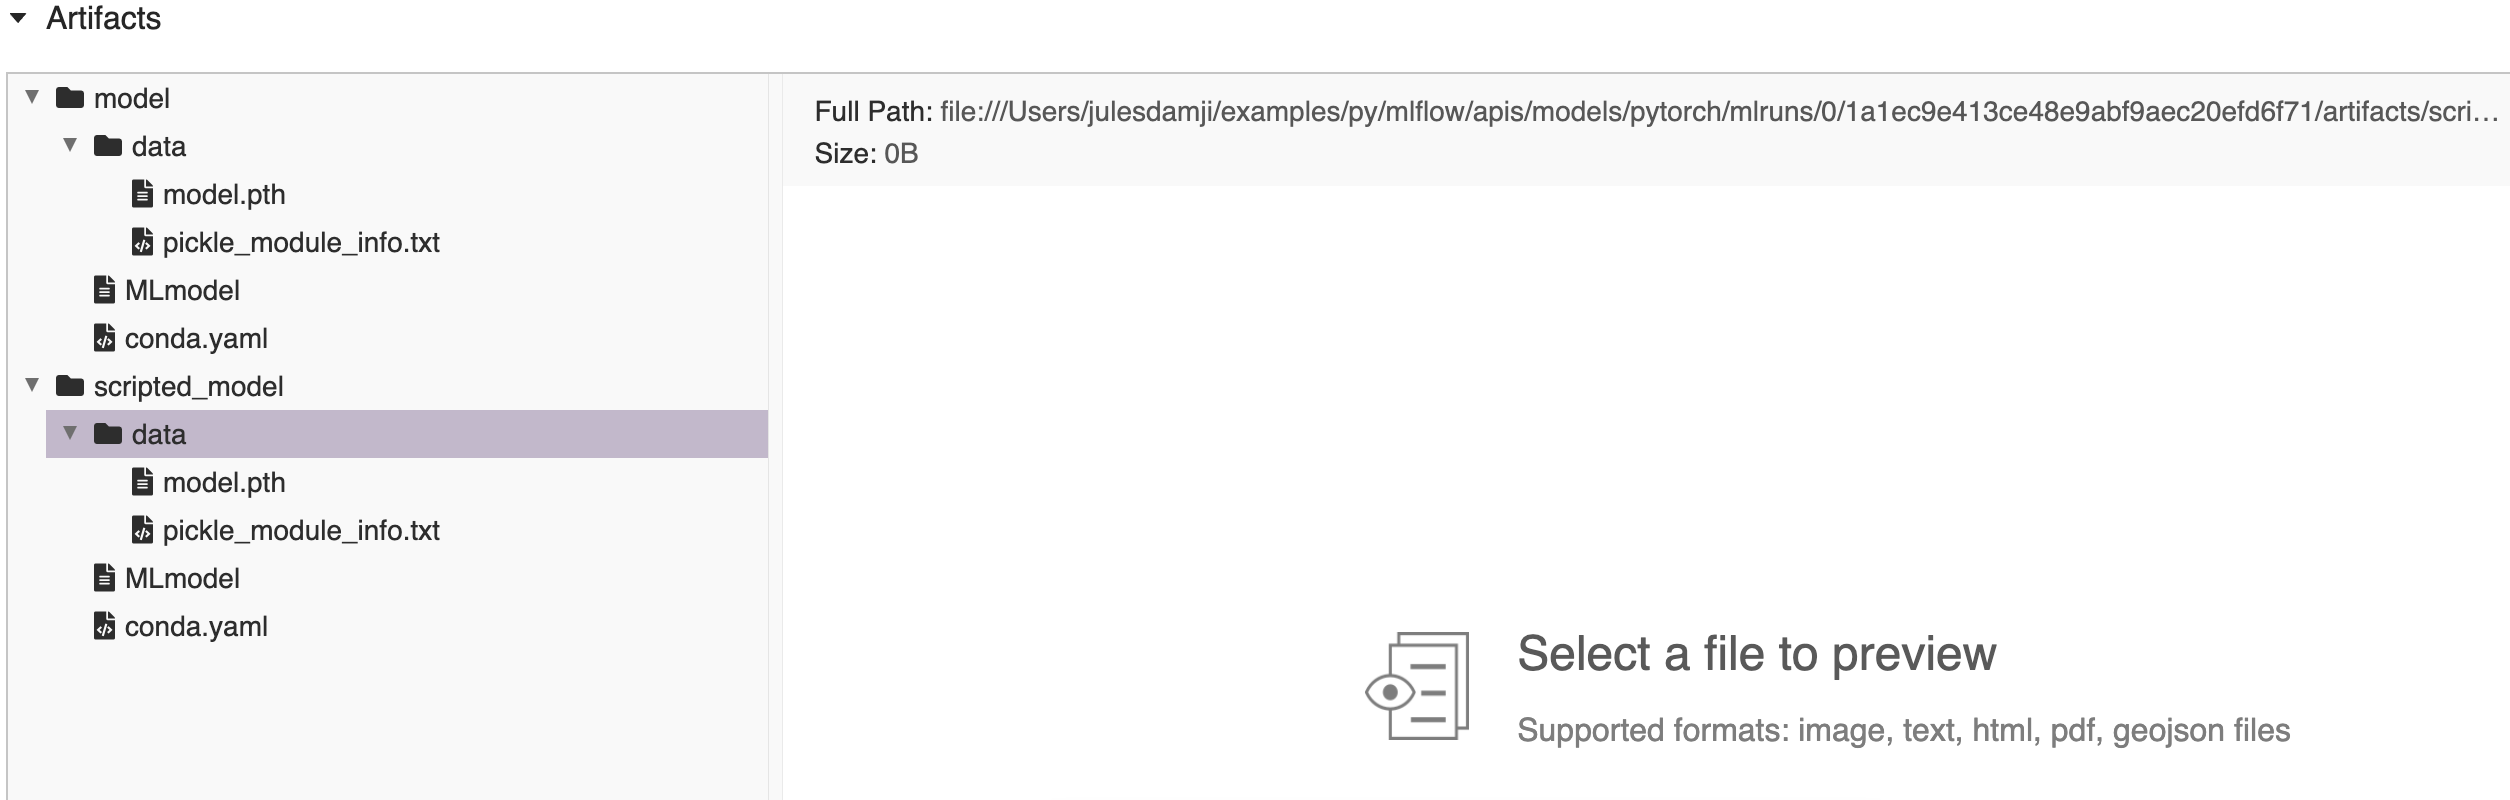 Artifacts
model
data
model.pth
pickle_module_info.txt
MLmodel
conda.yaml
scripted_model
data
model.pth
pickle_module_info.txt
MLmodel
conda.yaml
Full Path: file:///Users/julesdamji/examples/py/mlflow/apis/models/pytorch/mlruns/0/1a1ec9e413ce48e9abf9aec20efd6f71/artifacts/scri...
Size: 0B
Select a file to preview
Supported formats: image, text, html, pdf, geojson files